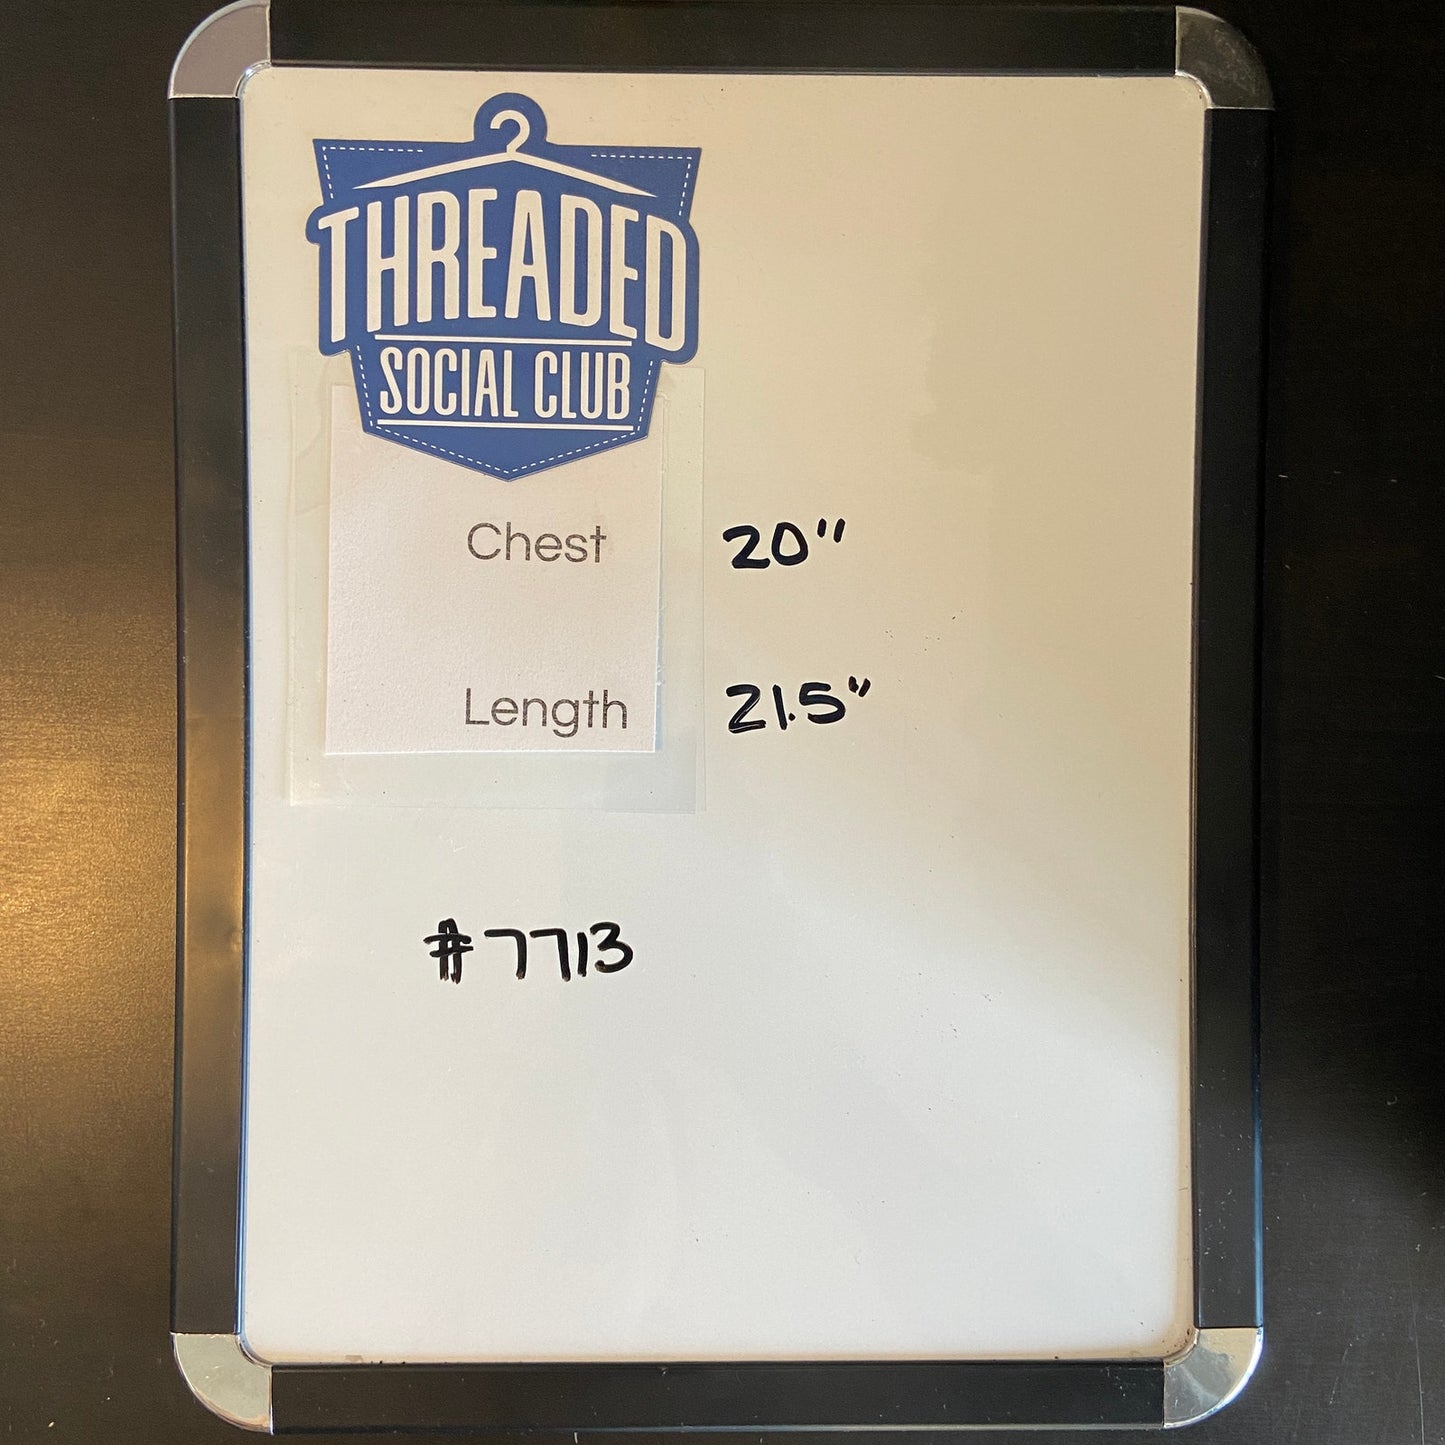 THREADED
SOCIAL CLUB
Chest 20"
Length 21.5"
#7713